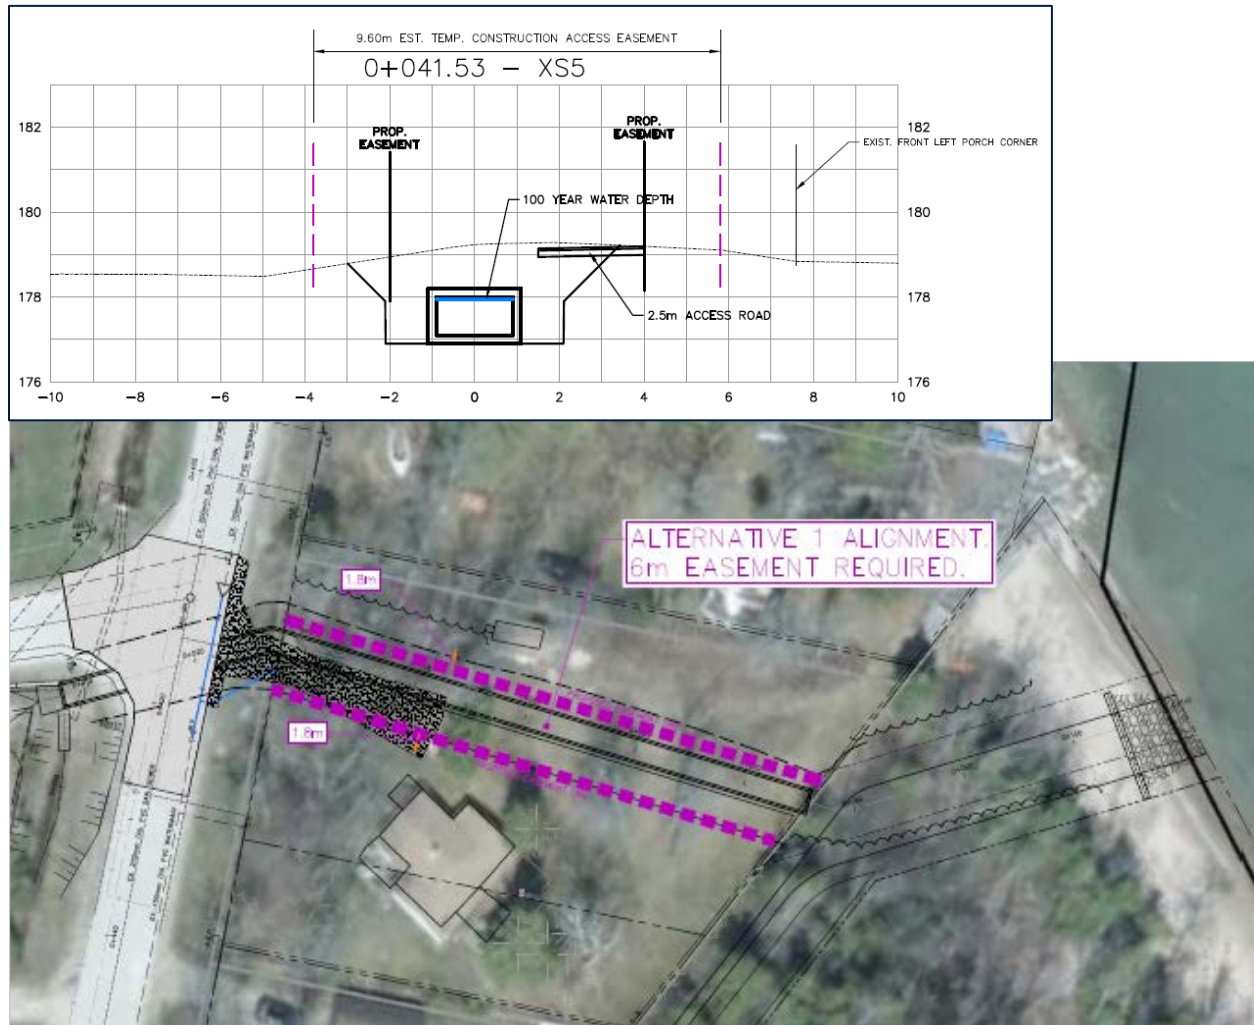 9.60m EST. TEMP. CONSTRUCTION ACCESS EASEMENT
0+041.53 - XS5
182
PROP.
EASEMENT
PROP.
EASEMENT
182
EXIST. FRONT LEFT PORCH CORNER
100 YEAR WATER DEPTH
180
180
178
2.5m ACCESS ROAD
178
176
176
-10
-8
-6
-4
-2
0
2
4
6
8
10
ALTERNATIVE 1 ALIGNMENT.
6m EASEMENT REQUIRED.
1.8m
1.8m